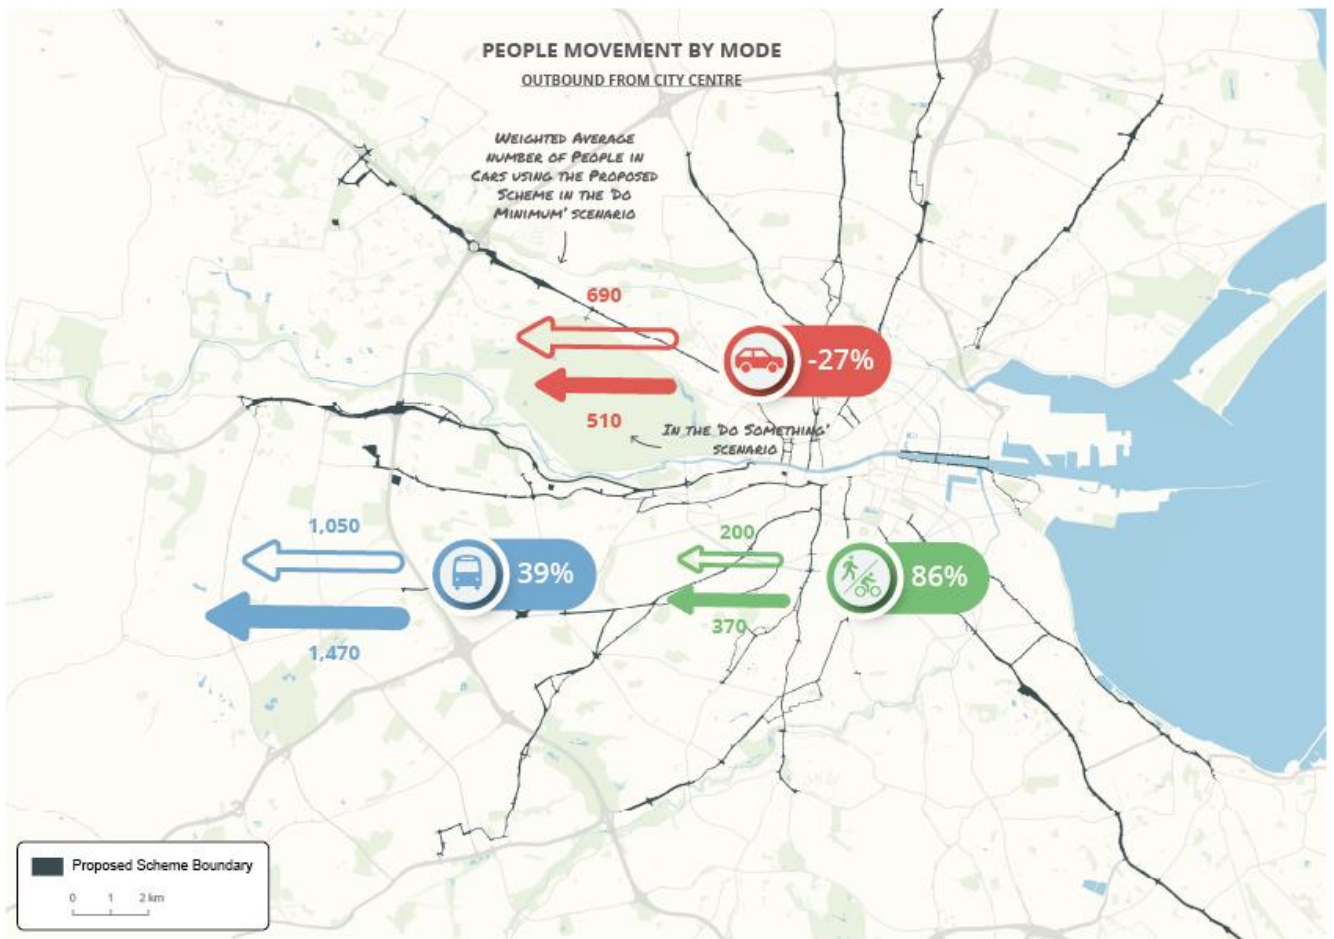 PEOPLE MOVEMENT BY MODE
OUTBOUND FROM CITY CENTRE
WEIGHTED AVERAGE
NUMBER OF PEOPLE IN
CARS USING THE PROPOSED
SCHEME IN THE 'DO
MINIMUM' SCENARIO
690
-27%
510
IN THE 'DO SOMETHING'
SCENARIO
1,050
39%
1,470
200
86%
370
Proposed Scheme Boundary
0 1 2 km